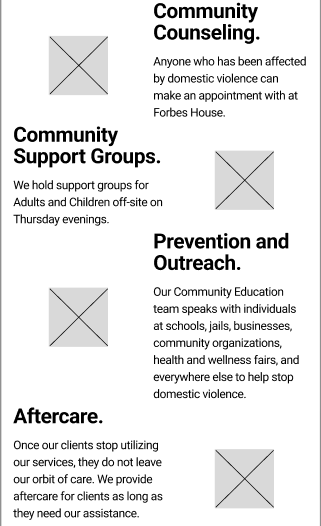 Community
Counseling.
Anyone who has been affected
by domestic violence can
make an appointment with at
Forbes House.
Community
Support Groups.
We hold support groups for
Adults and Children off-site on
Thursday evenings.
Prevention and
Outreach.
Our Community Education
team speaks with individuals
at schools, jails, businesses,
community organizations,
health and wellness fairs, and
everywhere else to help stop
domestic violence.
Aftercare.
Once our clients stop utilizing
our services, they do not leave
our orbit of care. We provide
aftercare for clients as long as
they need our assistance.